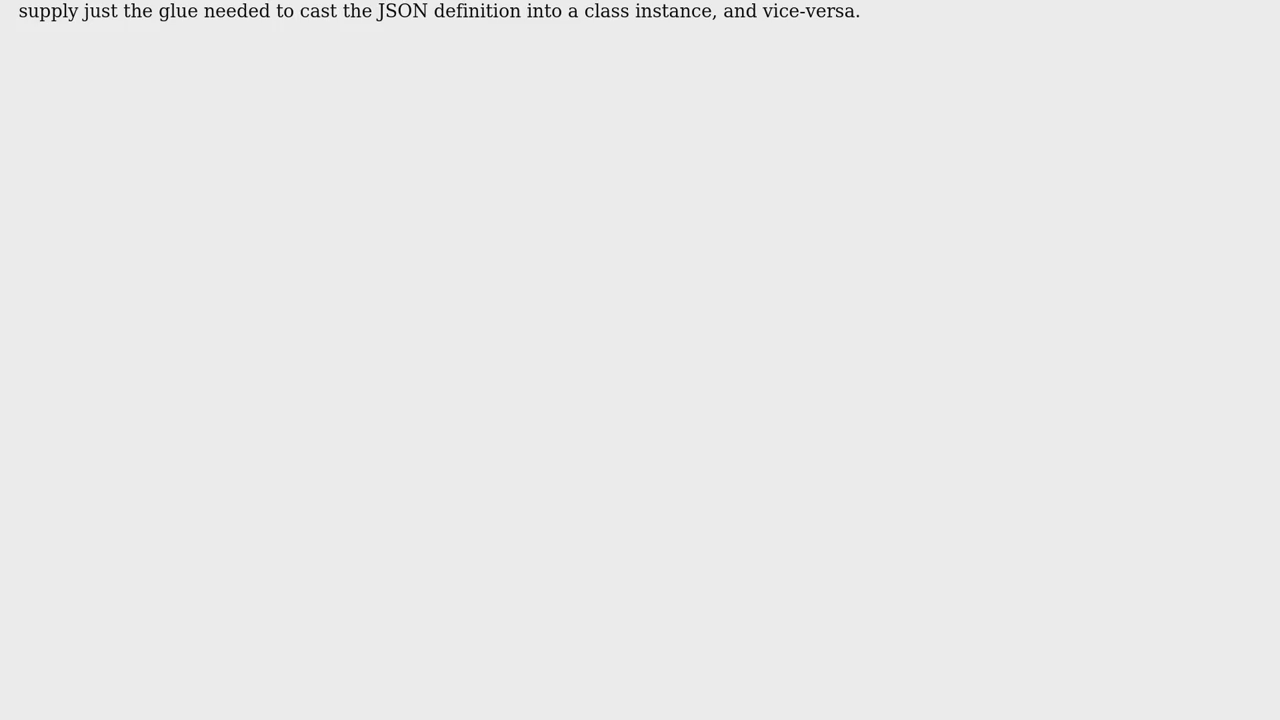 supply just the glue needed to cast the JSON definition into a class instance, and vice-versa.